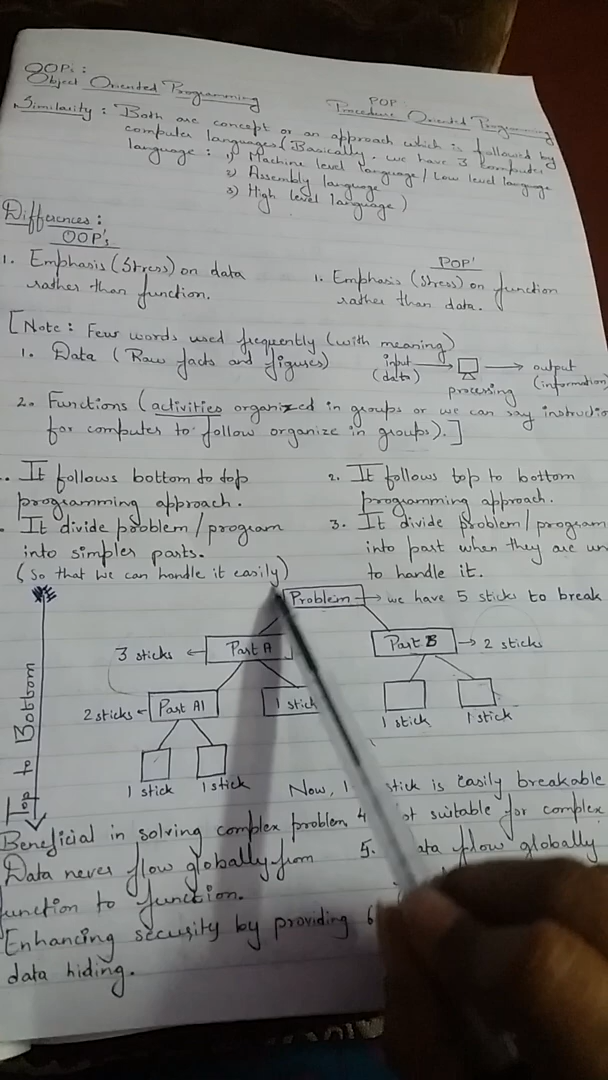 OOPs :
Object Oriented Programming
POP
Procedure Oriented Programming
Similarity : Both are concept or an approach which is followed by
computer languages (Basically, we have 3 computer
language : 1) Machine level language / Low level language
2) Assembly language
3) High level language)
Differences :
OOP's
1. Emphasis (Stress) on data
rather than function.
POP'
1. Emphasis (Stress) on function
rather than data.
[Note : Few words used frequently (with meaning)
1. Data (Raw facts and figures)
input
(data)
processing
output
(information)
2. Functions (activities organized in groups or we can say instructio
for computer to follow organize in groups). ]
. It follows bottom to top
programming approach.
. It divide problem / program
into simpler parts.
(So that we can handle it easily)
2. It follows top to bottom
programming approach.
3. It divide problem / program
into part when they are un
to handle it.
Problem → we have 5 sticks to break
3 sticks ← Part A
Part B → 2 sticks
2 sticks ← Part A1
1 stick
1 stick
1 stick
1 stick
1 stick
Top to Bottom
Now, 1 stick is easily breakable
Beneficial in solving complex problem
4 ot suitable for complex
Data never flow globally from
function to function.
5. ata flow globally
Enhancing security by providing
data hiding.
6